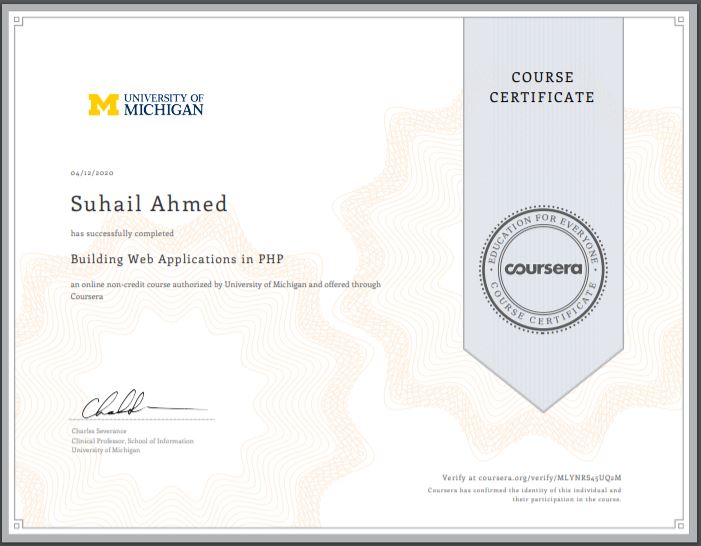 UNIVERSITY OF
MICHIGAN
COURSE
CERTIFICATE
04/12/2020
Suhail Ahmed
has successfully completed
Building Web Applications in PHP
an online non-credit course authorized by University of Michigan and offered through
Coursera
EDUCATION FOR EVERYONE
coursera
COURSE CERTIFICATE
Charles Severance
Clinical Professor, School of Information
University of Michigan
Verify at coursera.org/verify/MLYNRS45UQ2M
Coursera has confirmed the identity of this individual and
their participation in the course.